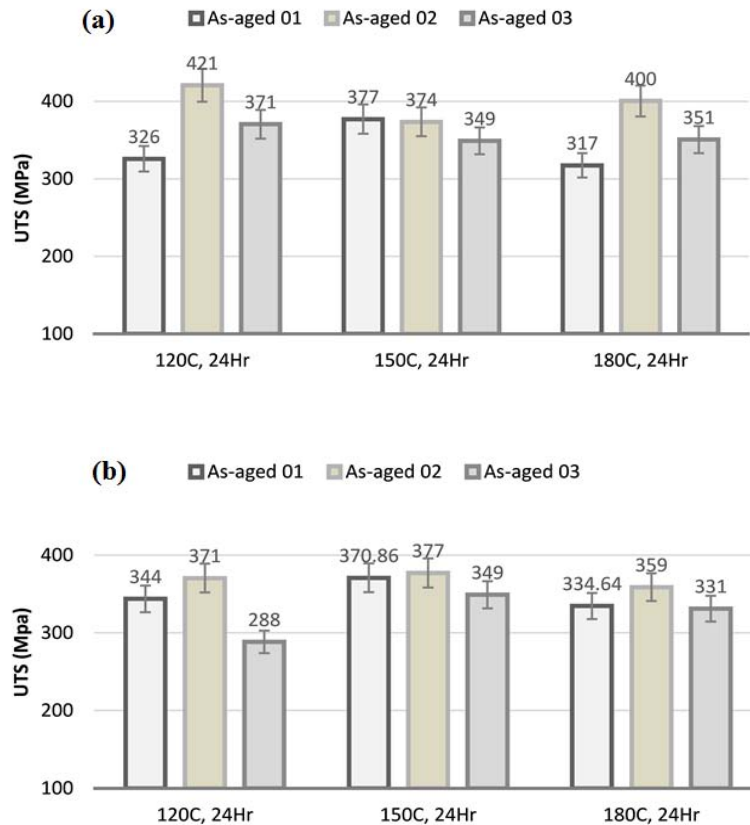 (a) As-aged 01 As-aged 02 As-aged 03
UTS (MPa)
400
300
200
100
326 421 371 377 374 349 317 400 351
120C, 24Hr 150C, 24Hr 180C, 24Hr
(b) As-aged 01 As-aged 02 As-aged 03
UTS (Mpa)
400
300
200
100
344 371 288 370.86 377 349 334.64 359 331
120C, 24Hr 150C, 24Hr 180C, 24Hr